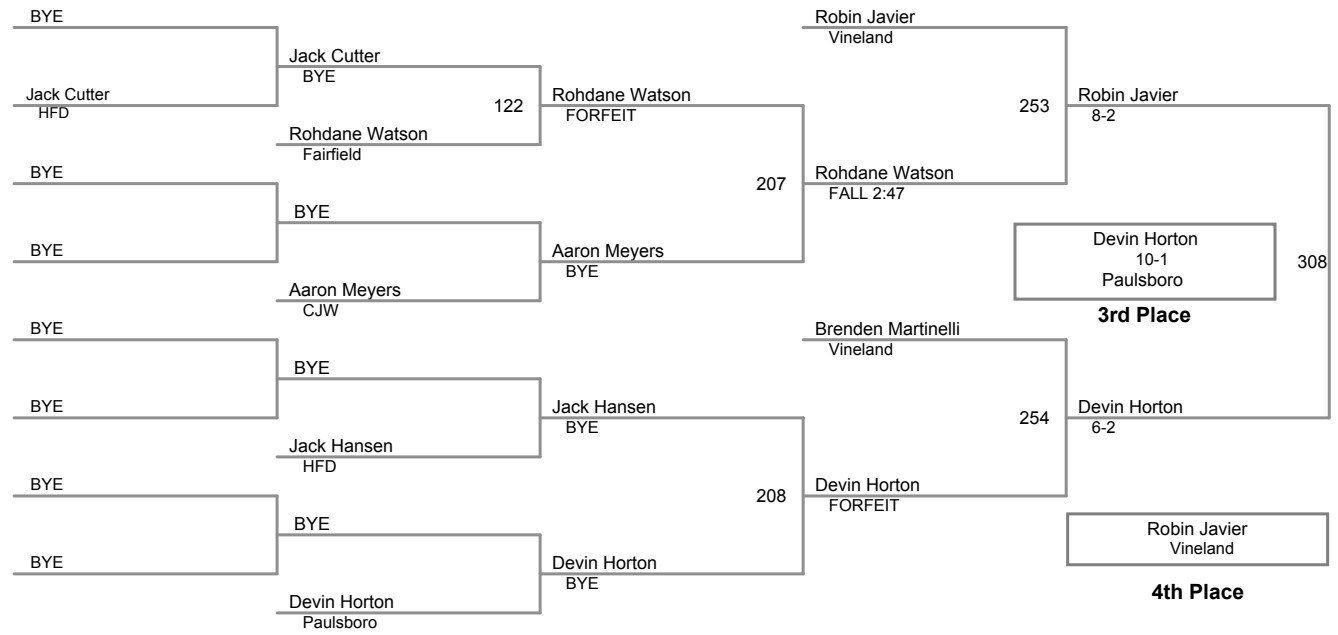 BYE
Jack Cutter
HFD
BYE
BYE
BYE
BYE
BYE
BYE
Jack Cutter
BYE
Rohdane Watson
Fairfield
BYE
Aaron Meyers
CJW
BYE
Jack Hansen
HFD
BYE
Devin Horton
Paulsboro
122
Rohdane Watson
FORFEIT
Aaron Meyers
BYE
Jack Hansen
BYE
Devin Horton
BYE
207
208
Robin Javier
Vineland
Rohdane Watson
FALL 2:47
Brenden Martinelli
Vineland
Devin Horton
FORFEIT
253
254
Robin Javier
8-2
Devin Horton
10-1
Paulsboro
3rd Place
308
Devin Horton
6-2
Robin Javier
Vineland
4th Place